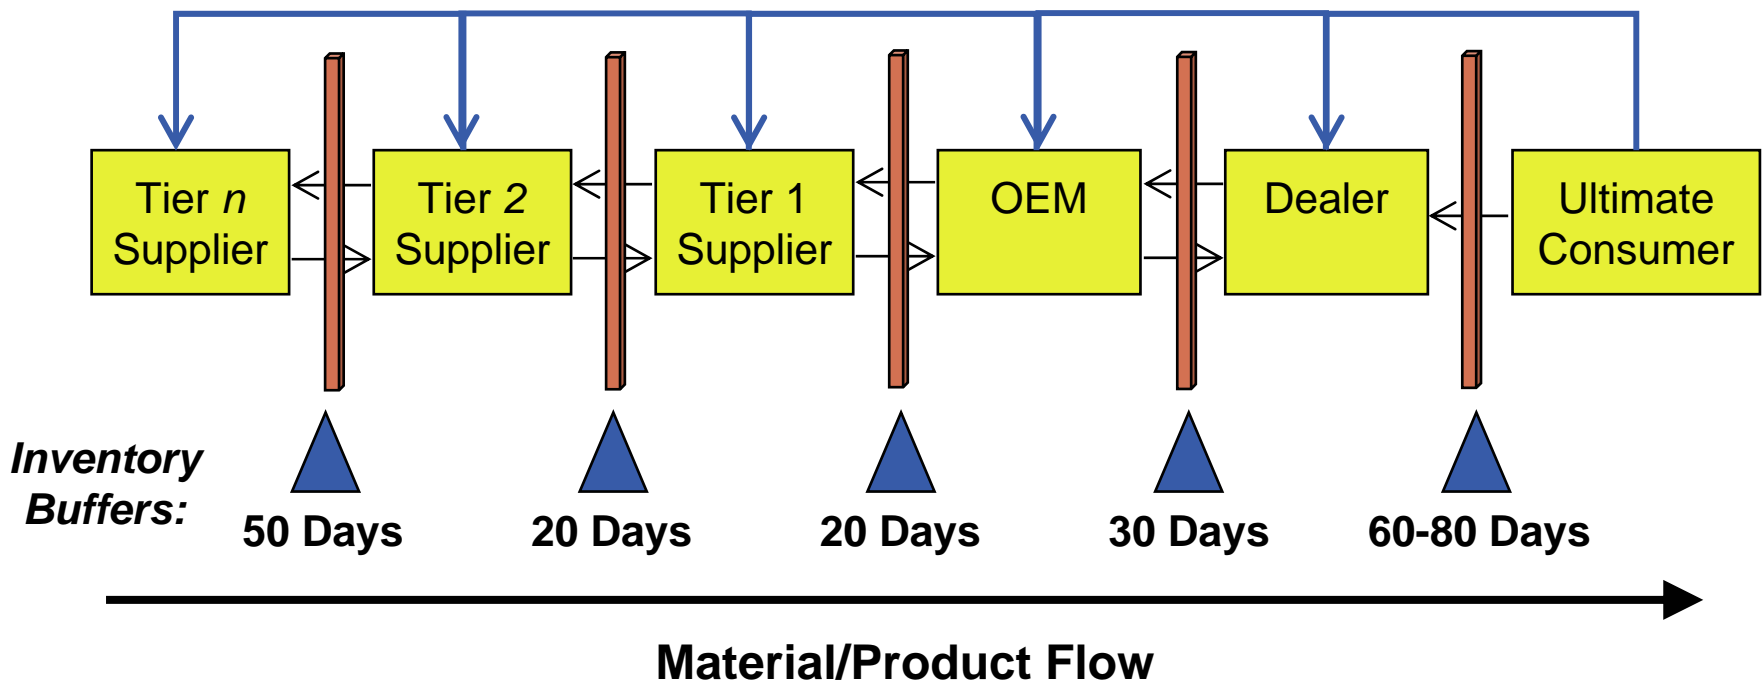 Tier n
Supplier
Tier 2
Supplier
Tier 1
Supplier
OEM
Dealer
Ultimate
Consumer
Inventory
Buffers:
50 Days
20 Days
20 Days
30 Days
60-80 Days
Material/Product Flow